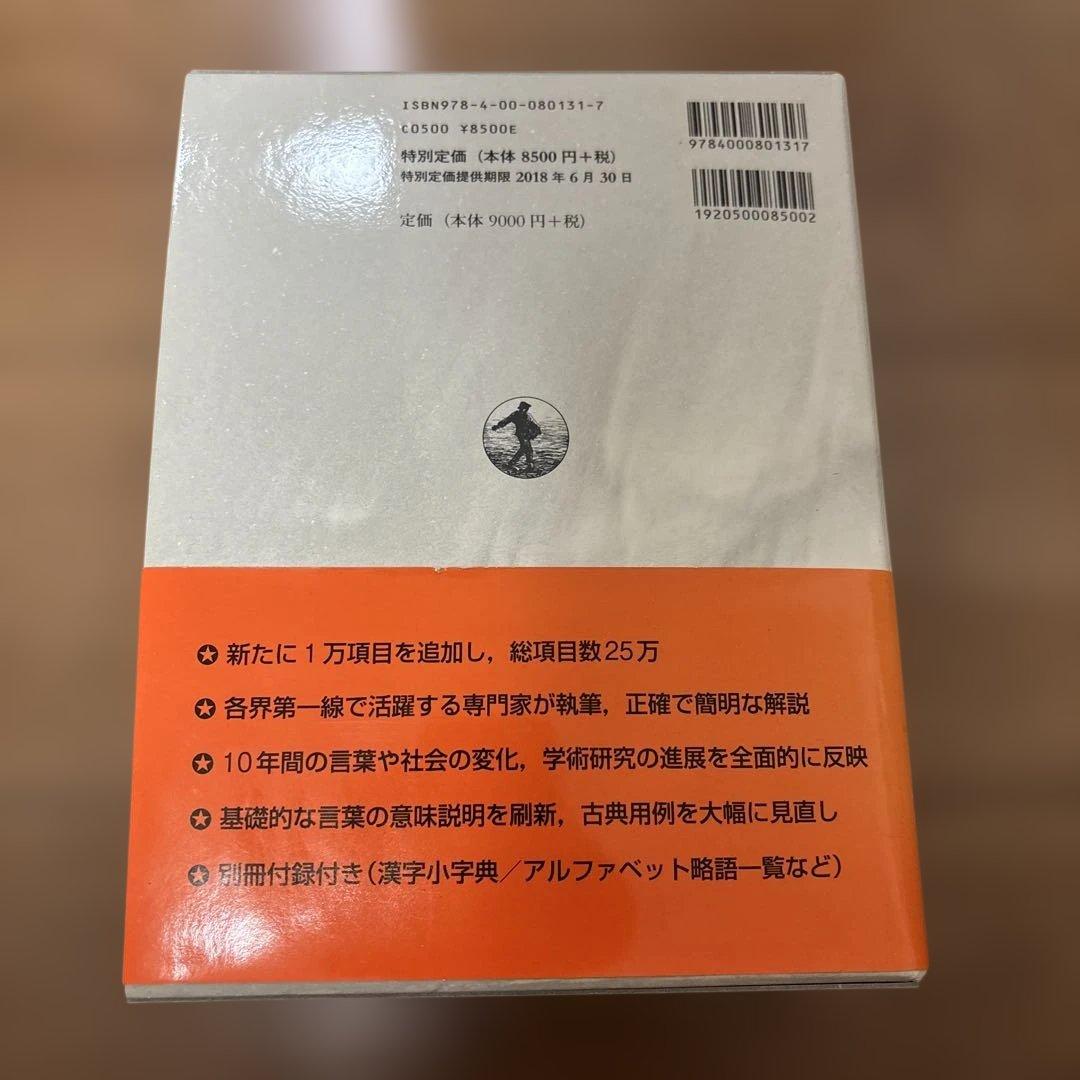 ISBN978-4-00-080131-7
C0500 ¥8500E
特別定価（本体 8500 円＋税）
特別定価提供期限 2018 年 6 月 30 日
定価（本体 9000 円＋税）
9784000801317
1920500085002
✪ 新たに１万項目を追加し，総項目数25万
✪ 各界第一線で活躍する専門家が執筆，正確で簡明な解説
✪ 10年間の言葉や社会の変化，学術研究の進展を全面的に反映
✪ 基礎的な言葉の意味説明を刷新，古典用例を大幅に見直し
✪ 別冊付録付き（漢字小字典／アルファベット略語一覧など）